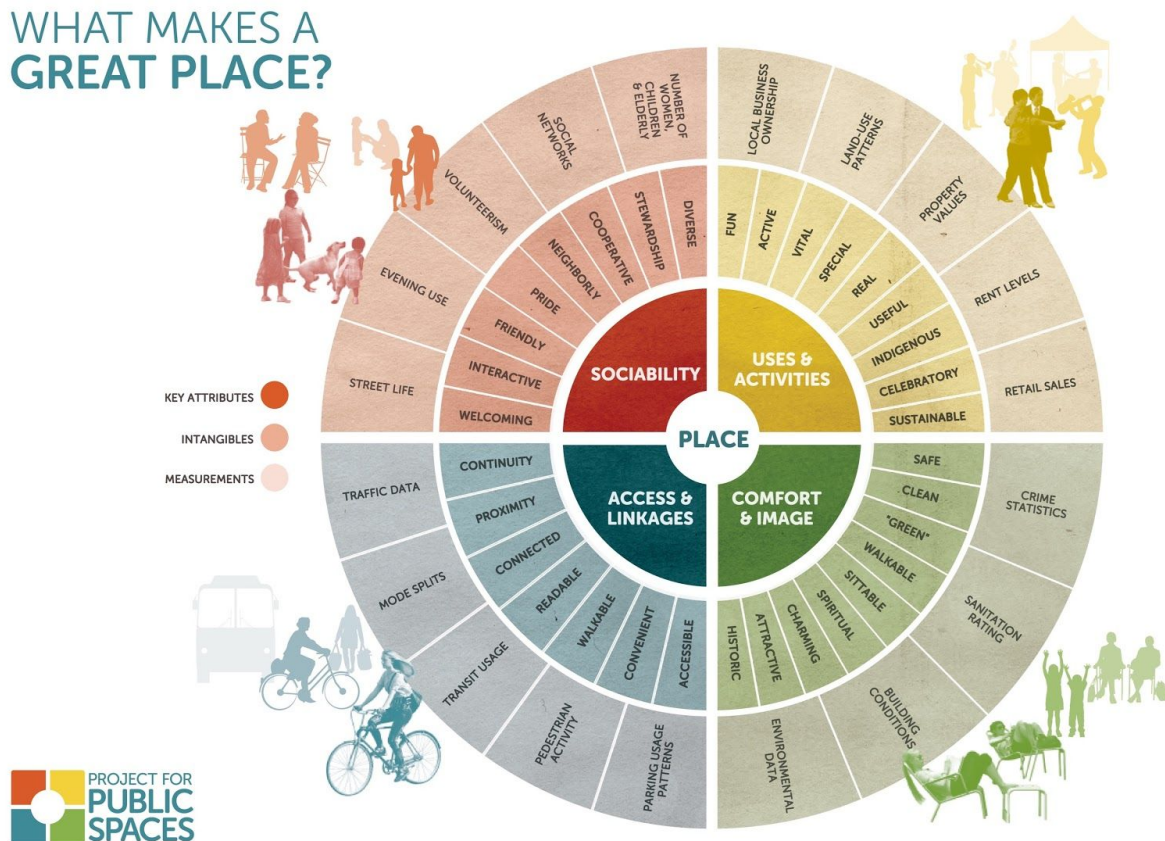 WHAT MAKES A
GREAT PLACE?
NUMBER OF
WOMEN,
CHILDREN
& ELDERLY
SOCIAL
NETWORKS
VOLUNTEERISM
EVENING USE
STREET LIFE
LOCAL BUSINESS
OWNERSHIP
LAND-USE
PATTERNS
PROPERTY
VALUES
RENT LEVELS
RETAIL SALES
DIVERSE
STEWARDSHIP
COOPERATIVE
NEIGHBORLY
PRIDE
FRIENDLY
INTERACTIVE
WELCOMING
FUN
ACTIVE
VITAL
SPECIAL
REAL
USEFUL
INDIGENOUS
CELEBRATORY
SUSTAINABLE
SOCIABILITY
USES &
ACTIVITIES
PLACE
ACCESS &
LINKAGES
COMFORT
& IMAGE
KEY ATTRIBUTES
INTANGIBLES
MEASUREMENTS
CONTINUITY
PROXIMITY
CONNECTED
READABLE
WALKABLE
CONVENIENT
ACCESSIBLE
SAFE
CLEAN
"GREEN"
WALKABLE
SITTABLE
SPIRITUAL
CHARMING
ATTRACTIVE
HISTORIC
TRAFFIC DATA
MODE SPLITS
TRANSIT USAGE
PEDESTRIAN
ACTIVITY
PARKING USAGE
PATTERNS
CRIME
STATISTICS
SANITATION
RATING
BUILDING
CONDITIONS
ENVIRONMENTAL
DATA
PROJECT FOR
PUBLIC
SPACES